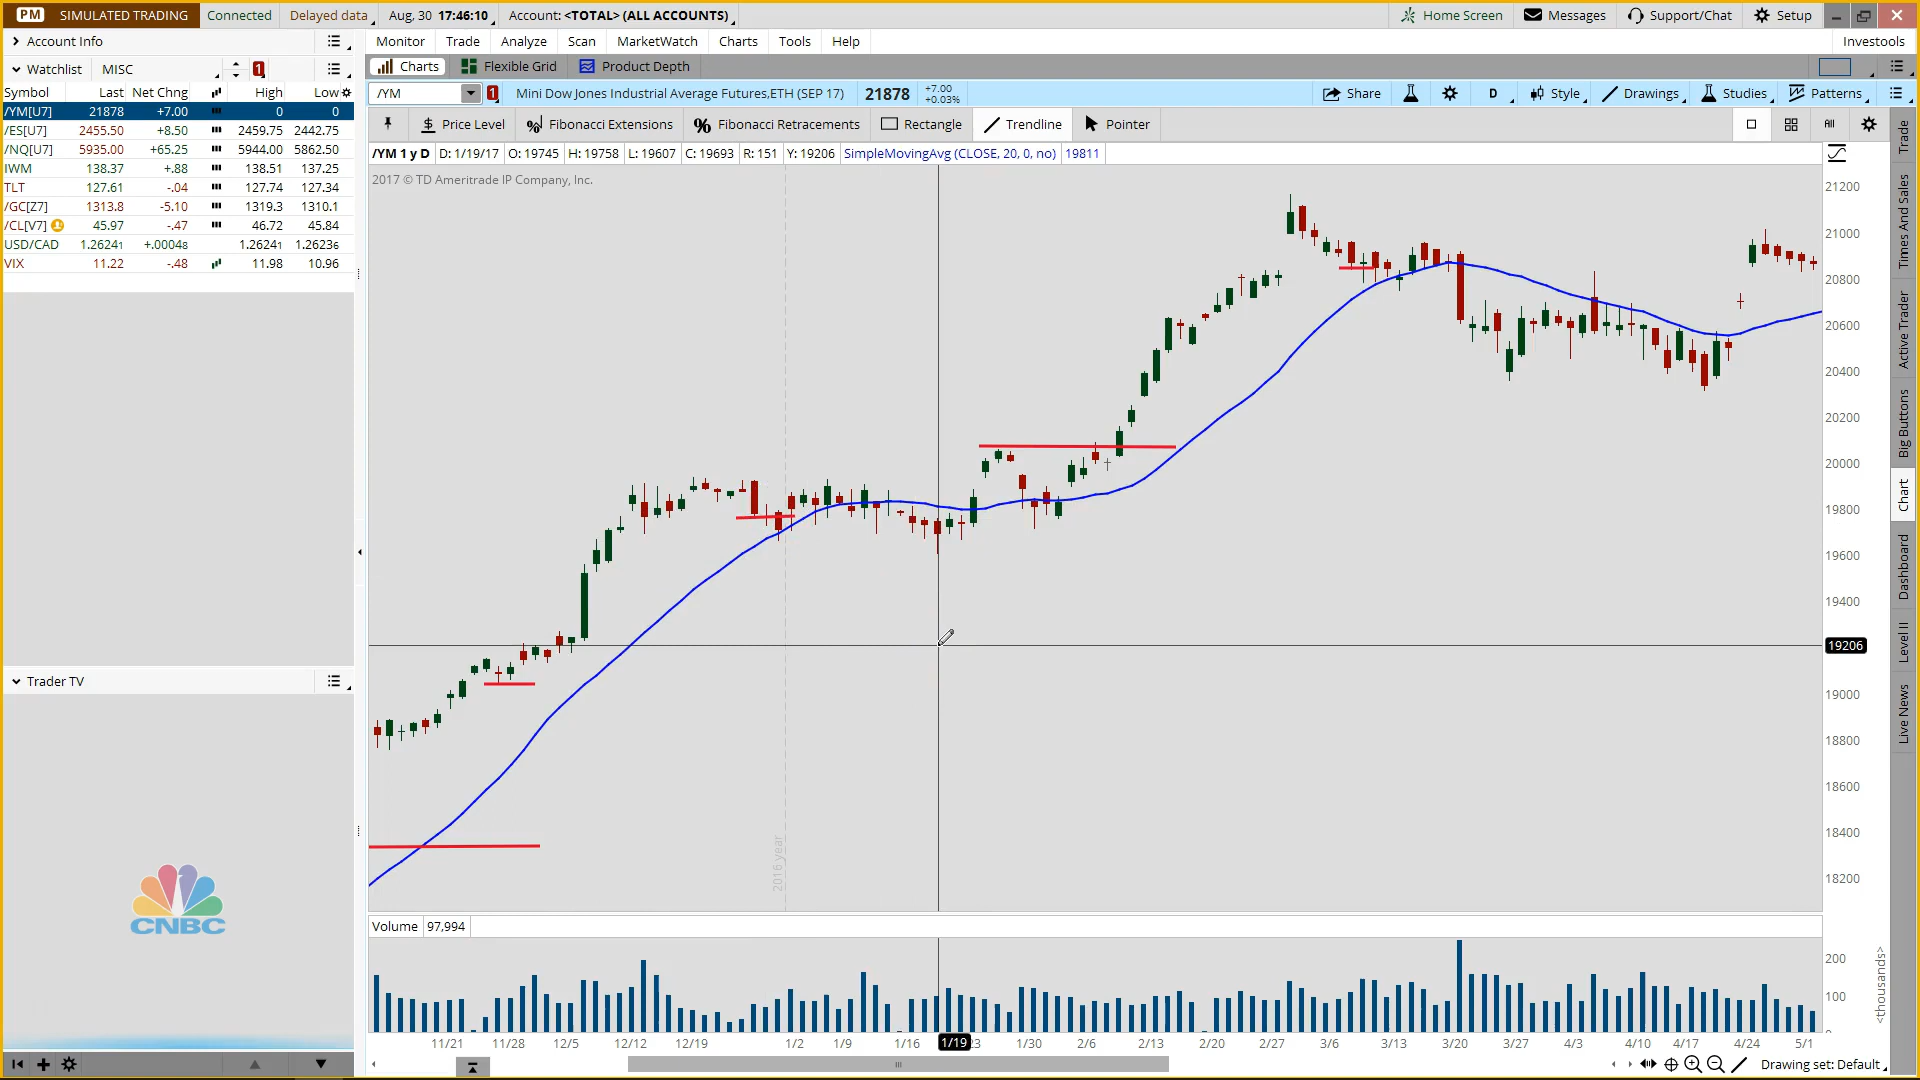 PM SIMULATED TRADING Connected Delayed data Aug, 30 17:46:10 Account: <TOTAL> (ALL ACCOUNTS) Home Screen Messages Support/Chat Setup
Account Info
Monitor Trade Analyze Scan MarketWatch Charts Tools Help Investools
Watchlist MISC 1
Charts Flexible Grid Product Depth
Symbol Last Net Chng High Low
/YM[U7] 21878 +7.00 0 0
/ES[U7] 2455.50 +8.50 2459.75 2442.75
/NQ[U7] 5935.00 +65.25 5944.00 5862.50
IWM 138.37 +.88 138.51 137.25
TLT 127.61 -.04 127.74 127.34
/GC[Z7] 1313.8 -5.10 1319.3 1310.1
/CL[V7] 45.97 -.47 46.72 45.84
USD/CAD 1.26241 +.00048 1.26241 1.26236
VIX 11.22 -.48 11.98 10.96
Trader TV
CNBC
/YM 1 Mini Dow Jones Industrial Average Futures,ETH (SEP 17) 21878 +7.00 +0.03% Share D Style Drawings Studies Patterns
$ Price Level % Fibonacci Extensions % Fibonacci Retracements Rectangle Trendline Pointer All
/YM 1 y D D: 1/19/17 O: 19745 H: 19758 L: 19607 C: 19693 R: 151 Y: 19206 SimpleMovingAvg (CLOSE, 20, 0, no) 19811
2017 © TD Ameritrade IP Company, Inc.
21200
21000
20800
20600
20400
20200
20000
19800
19600
19400
19206
19000
18800
18600
18400
18200
2016 year
Volume 97,994
200
100
<thousands>
11/21 11/28 12/5 12/12 12/19 1/2 1/9 1/16 1/19 23 1/30 2/6 2/13 2/20 2/27 3/6 3/13 3/20 3/27 4/3 4/10 4/17 4/24 5/1
Drawing set: Default
Trade
Times And Sales
Active Trader
Big Buttons
Chart
Dashboard
Level II
Live News